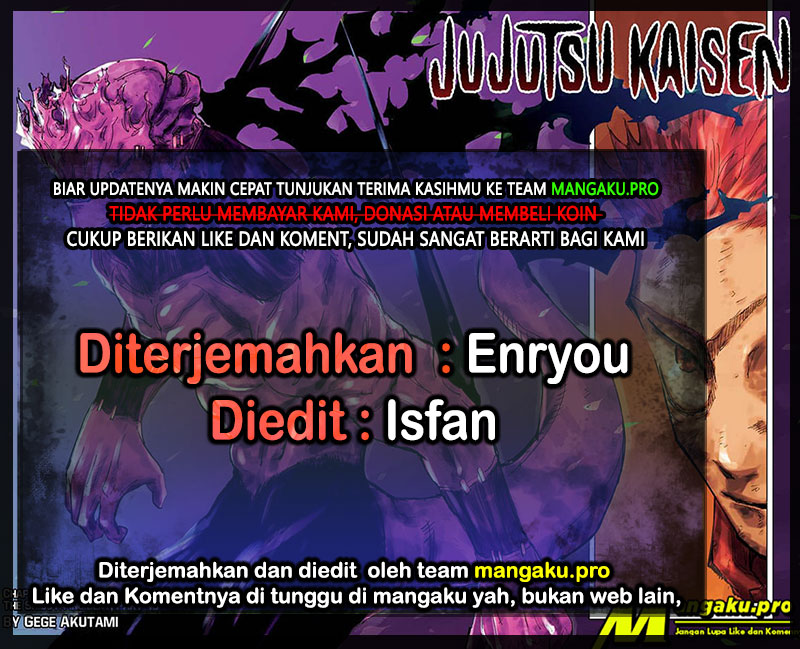 JUJUTSU KAISEN
BIAR UPDATENYA MAKIN CEPAT TUNJUKAN TERIMA KASIHMU KE TEAM MANGAKU.PRO
TIDAK PERLU MEMBAYAR KAMI, DONASI ATAU MEMBELI KOIN
CUKUP BERIKAN LIKE DAN KOMENT, SUDAH SANGAT BERARTI BAGI KAMI
Diterjemahkan : Enryou
Diedit : Isfan
Diterjemahkan dan diedit oleh team mangaku.pro
Like dan Komentnya di tunggu di mangaku yah, bukan web lain,
BY GEGE AKUTAMI
Mangaku.pro
Jangan Lupa Like dan Komen